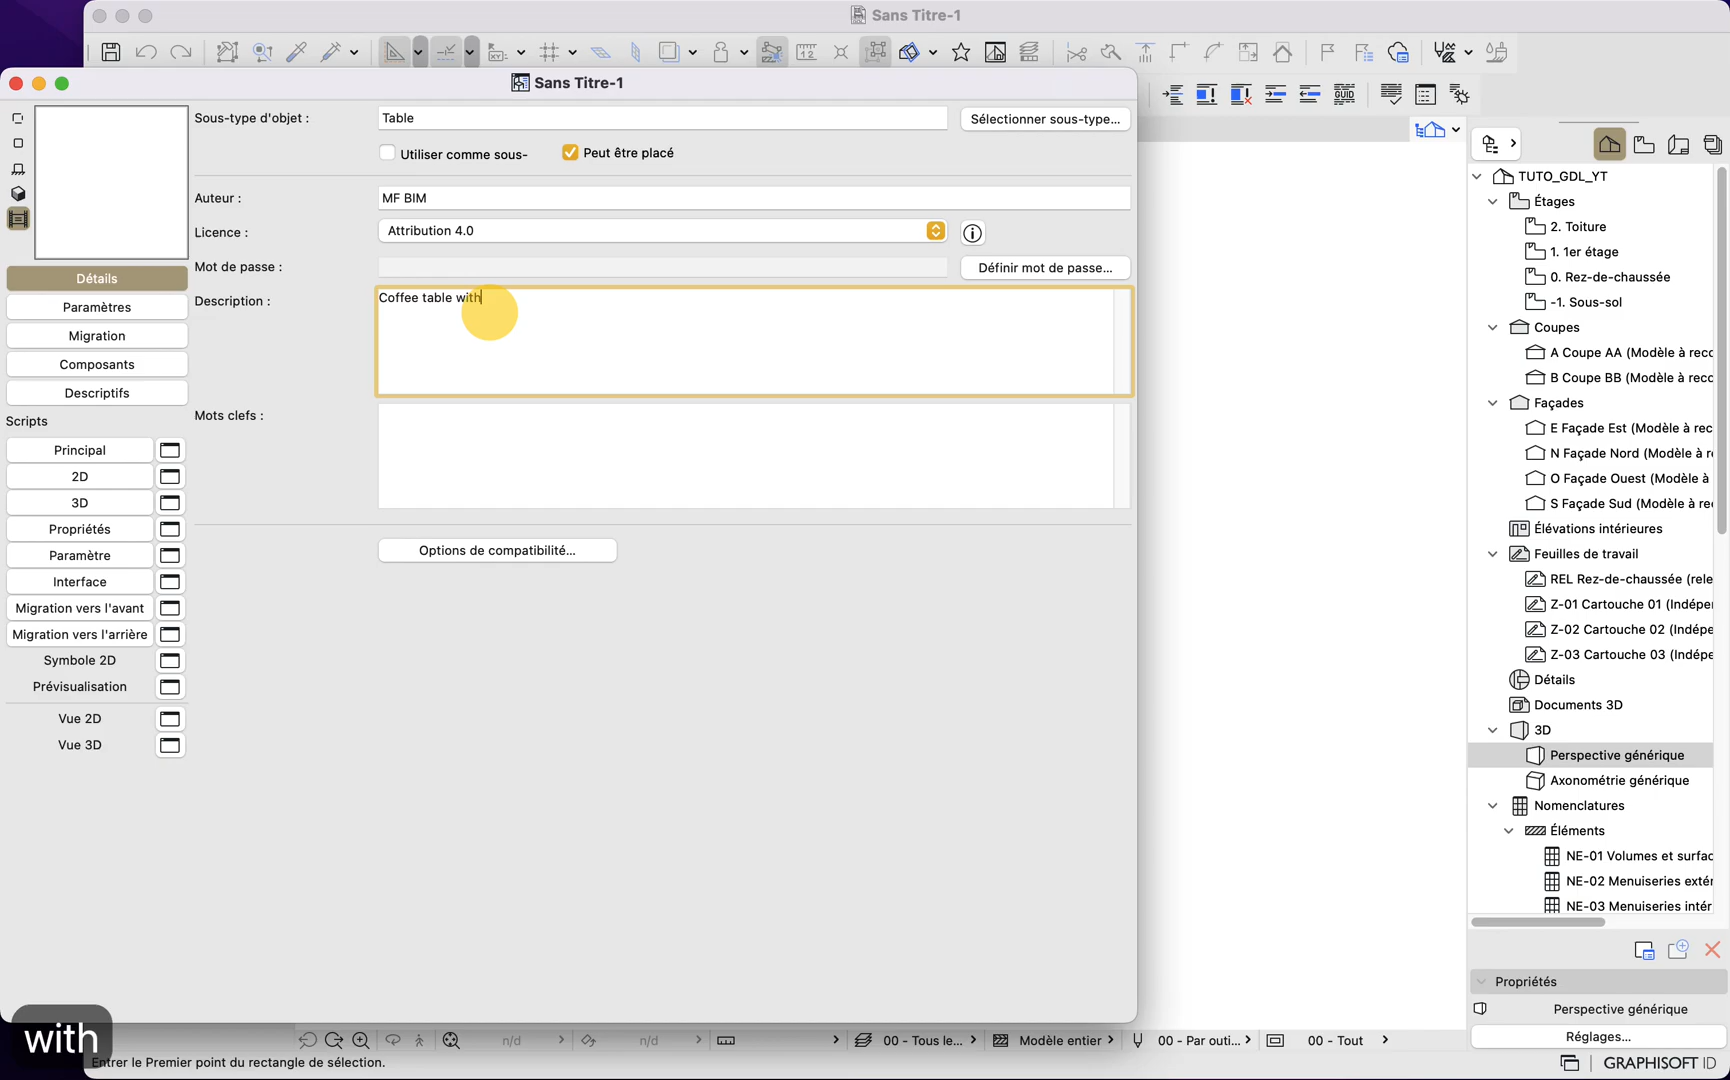 Sans Titre-1
Sans Titre-1
Sous-type d'objet :
Table
Sélectionner sous-type...
Utiliser comme sous-
Peut être placé
Auteur :
MF BIM
Licence :
Attribution 4.0
Mot de passe :
Définir mot de passe...
Description :
Coffee table with
Mots clefs :
Options de compatibilité...
Détails
Paramètres
Migration
Composants
Descriptifs
Scripts
Principal
2D
3D
Propriétés
Paramètre
Interface
Migration vers l'avant
Migration vers l'arrière
Symbole 2D
Prévisualisation
Vue 2D
Vue 3D
GUID
TUTO_GDL_YT
Étages
2. Toiture
1. 1er étage
0. Rez-de-chaussée
-1. Sous-sol
Coupes
A Coupe AA (Modèle à reco
B Coupe BB (Modèle à reco
Façades
E Façade Est (Modèle à rec
N Façade Nord (Modèle à r
O Façade Ouest (Modèle à
S Façade Sud (Modèle à re
Élévations intérieures
Feuilles de travail
REL Rez-de-chaussée (rele
Z-01 Cartouche 01 (Indépe
Z-02 Cartouche 02 (Indépe
Z-03 Cartouche 03 (Indépe
Détails
Documents 3D
3D
Perspective générique
Axonométrie générique
Nomenclatures
Éléments
NE-01 Volumes et surfac
NE-02 Menuiseries extér
NE-03 Menuiseries intér
Propriétés
Perspective générique
Réglages...
GRAPHISOFT ID
n/d
n/d
00 - Tous le...
Modèle entier
00 - Par outi...
00 - Tout
with
Entrer le Premier point du rectangle de sélection.